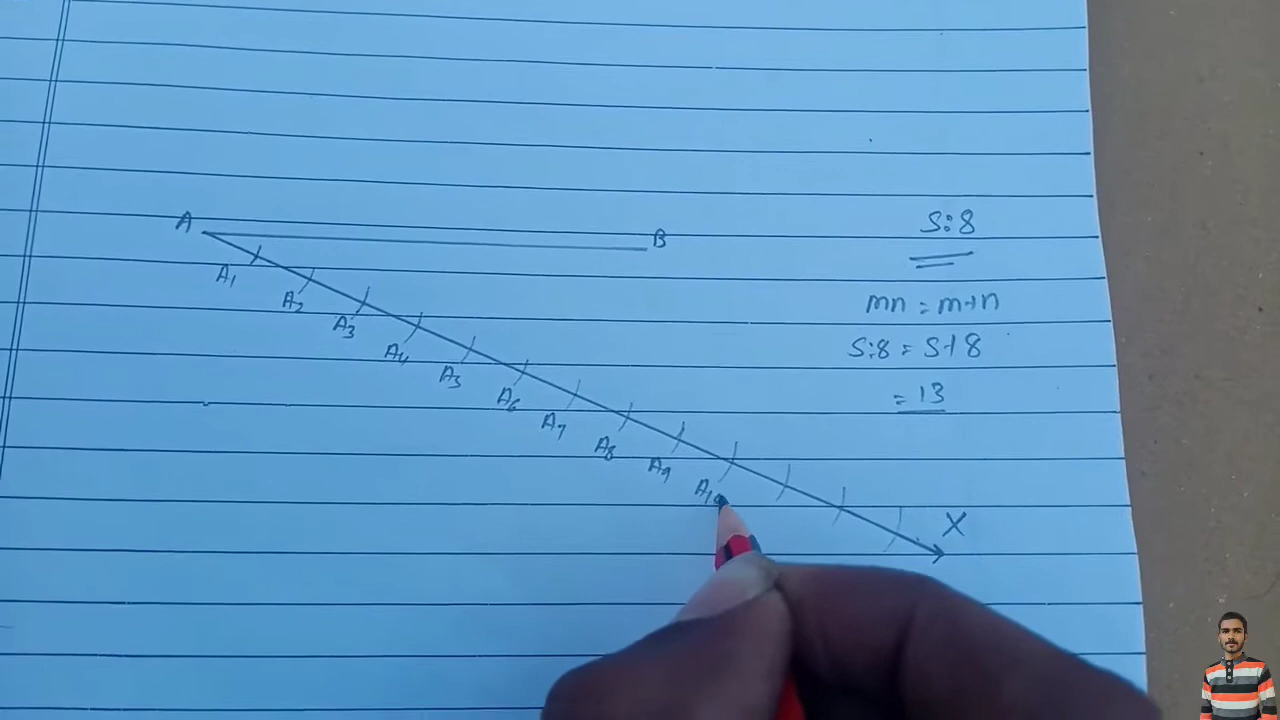 A
B
A1
A2
A3
A4
A5
A6
A7
A8
A9
A10
X
5:8
mn = m+n
5:8 = 5+8
= 13